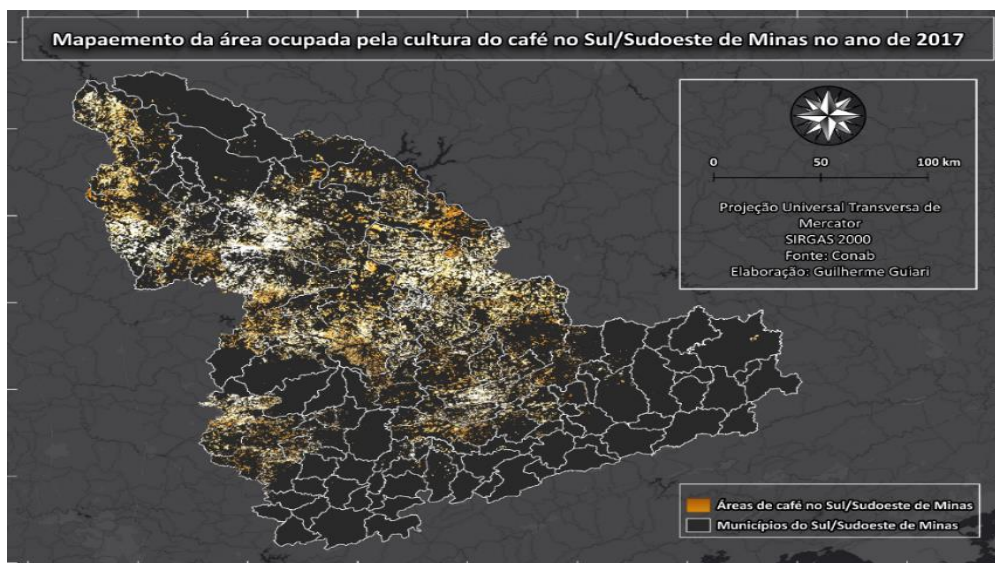 Mapaemento da área ocupada pela cultura do café no Sul/Sudoeste de Minas no ano de 2017
0 50 100 km
Projeção Universal Transversa de
Mercator
SIRGAS 2000
Fonte: Conab
Elaboração: Guilherme Guiari
Áreas de café no Sul/Sudoeste de Minas
Municípios do Sul/Sudoeste de Minas